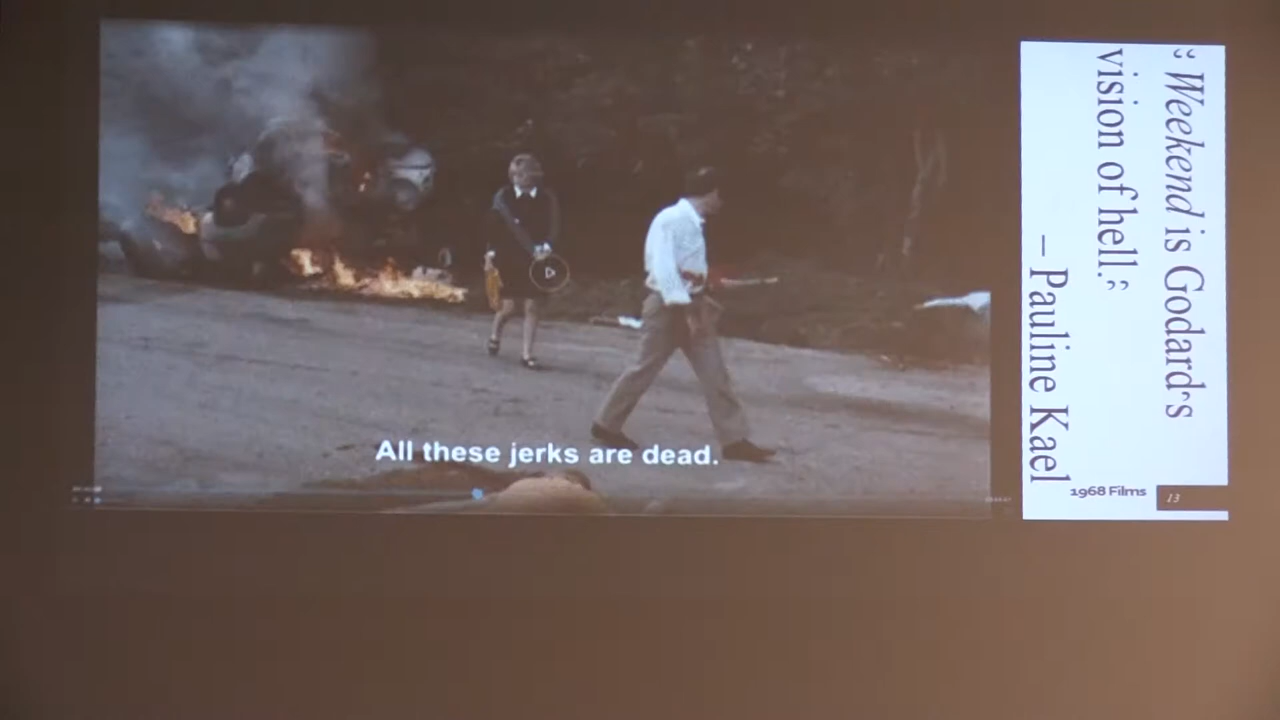 All these jerks are dead.
“Weekend is Godard’s
vision of hell.”
– Pauline Kael
1968 Films
13